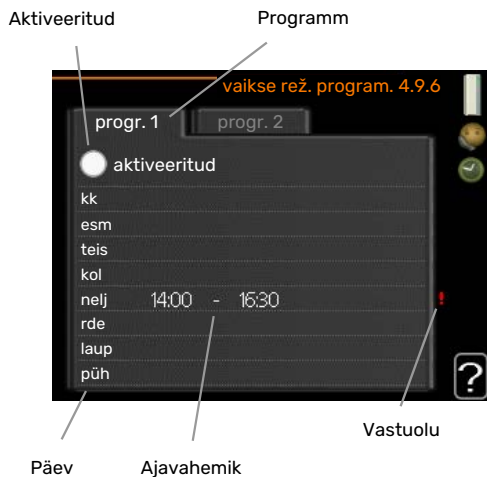 Aktiveeritud
Programm
vaikse rež. program. 4.9.6
progr. 1
progr. 2
aktiveeritud
kk
esm
teis
kol
nelj 14:00 - 16:30 !
rde
laup
püh
?
Vastuolu
Päev
Ajavahemik